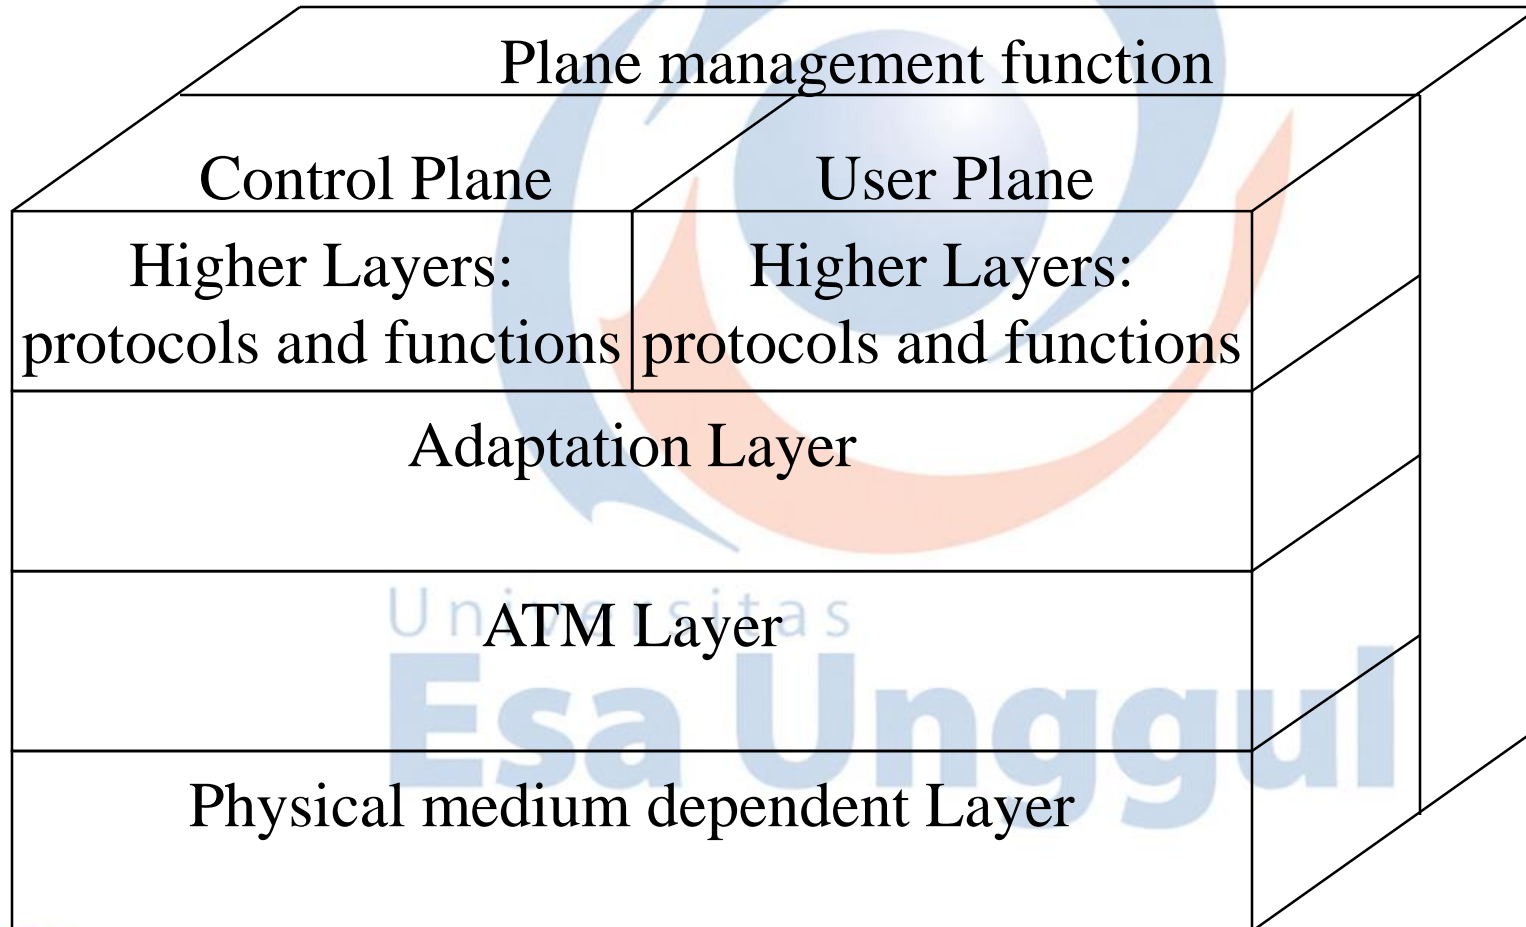 Plane management function
Control Plane
User Plane
Higher Layers:
protocols and functions
Higher Layers:
protocols and functions
Adaptation Layer
Universitas
ATM Layer
Esa Unggul
Physical medium dependent Layer